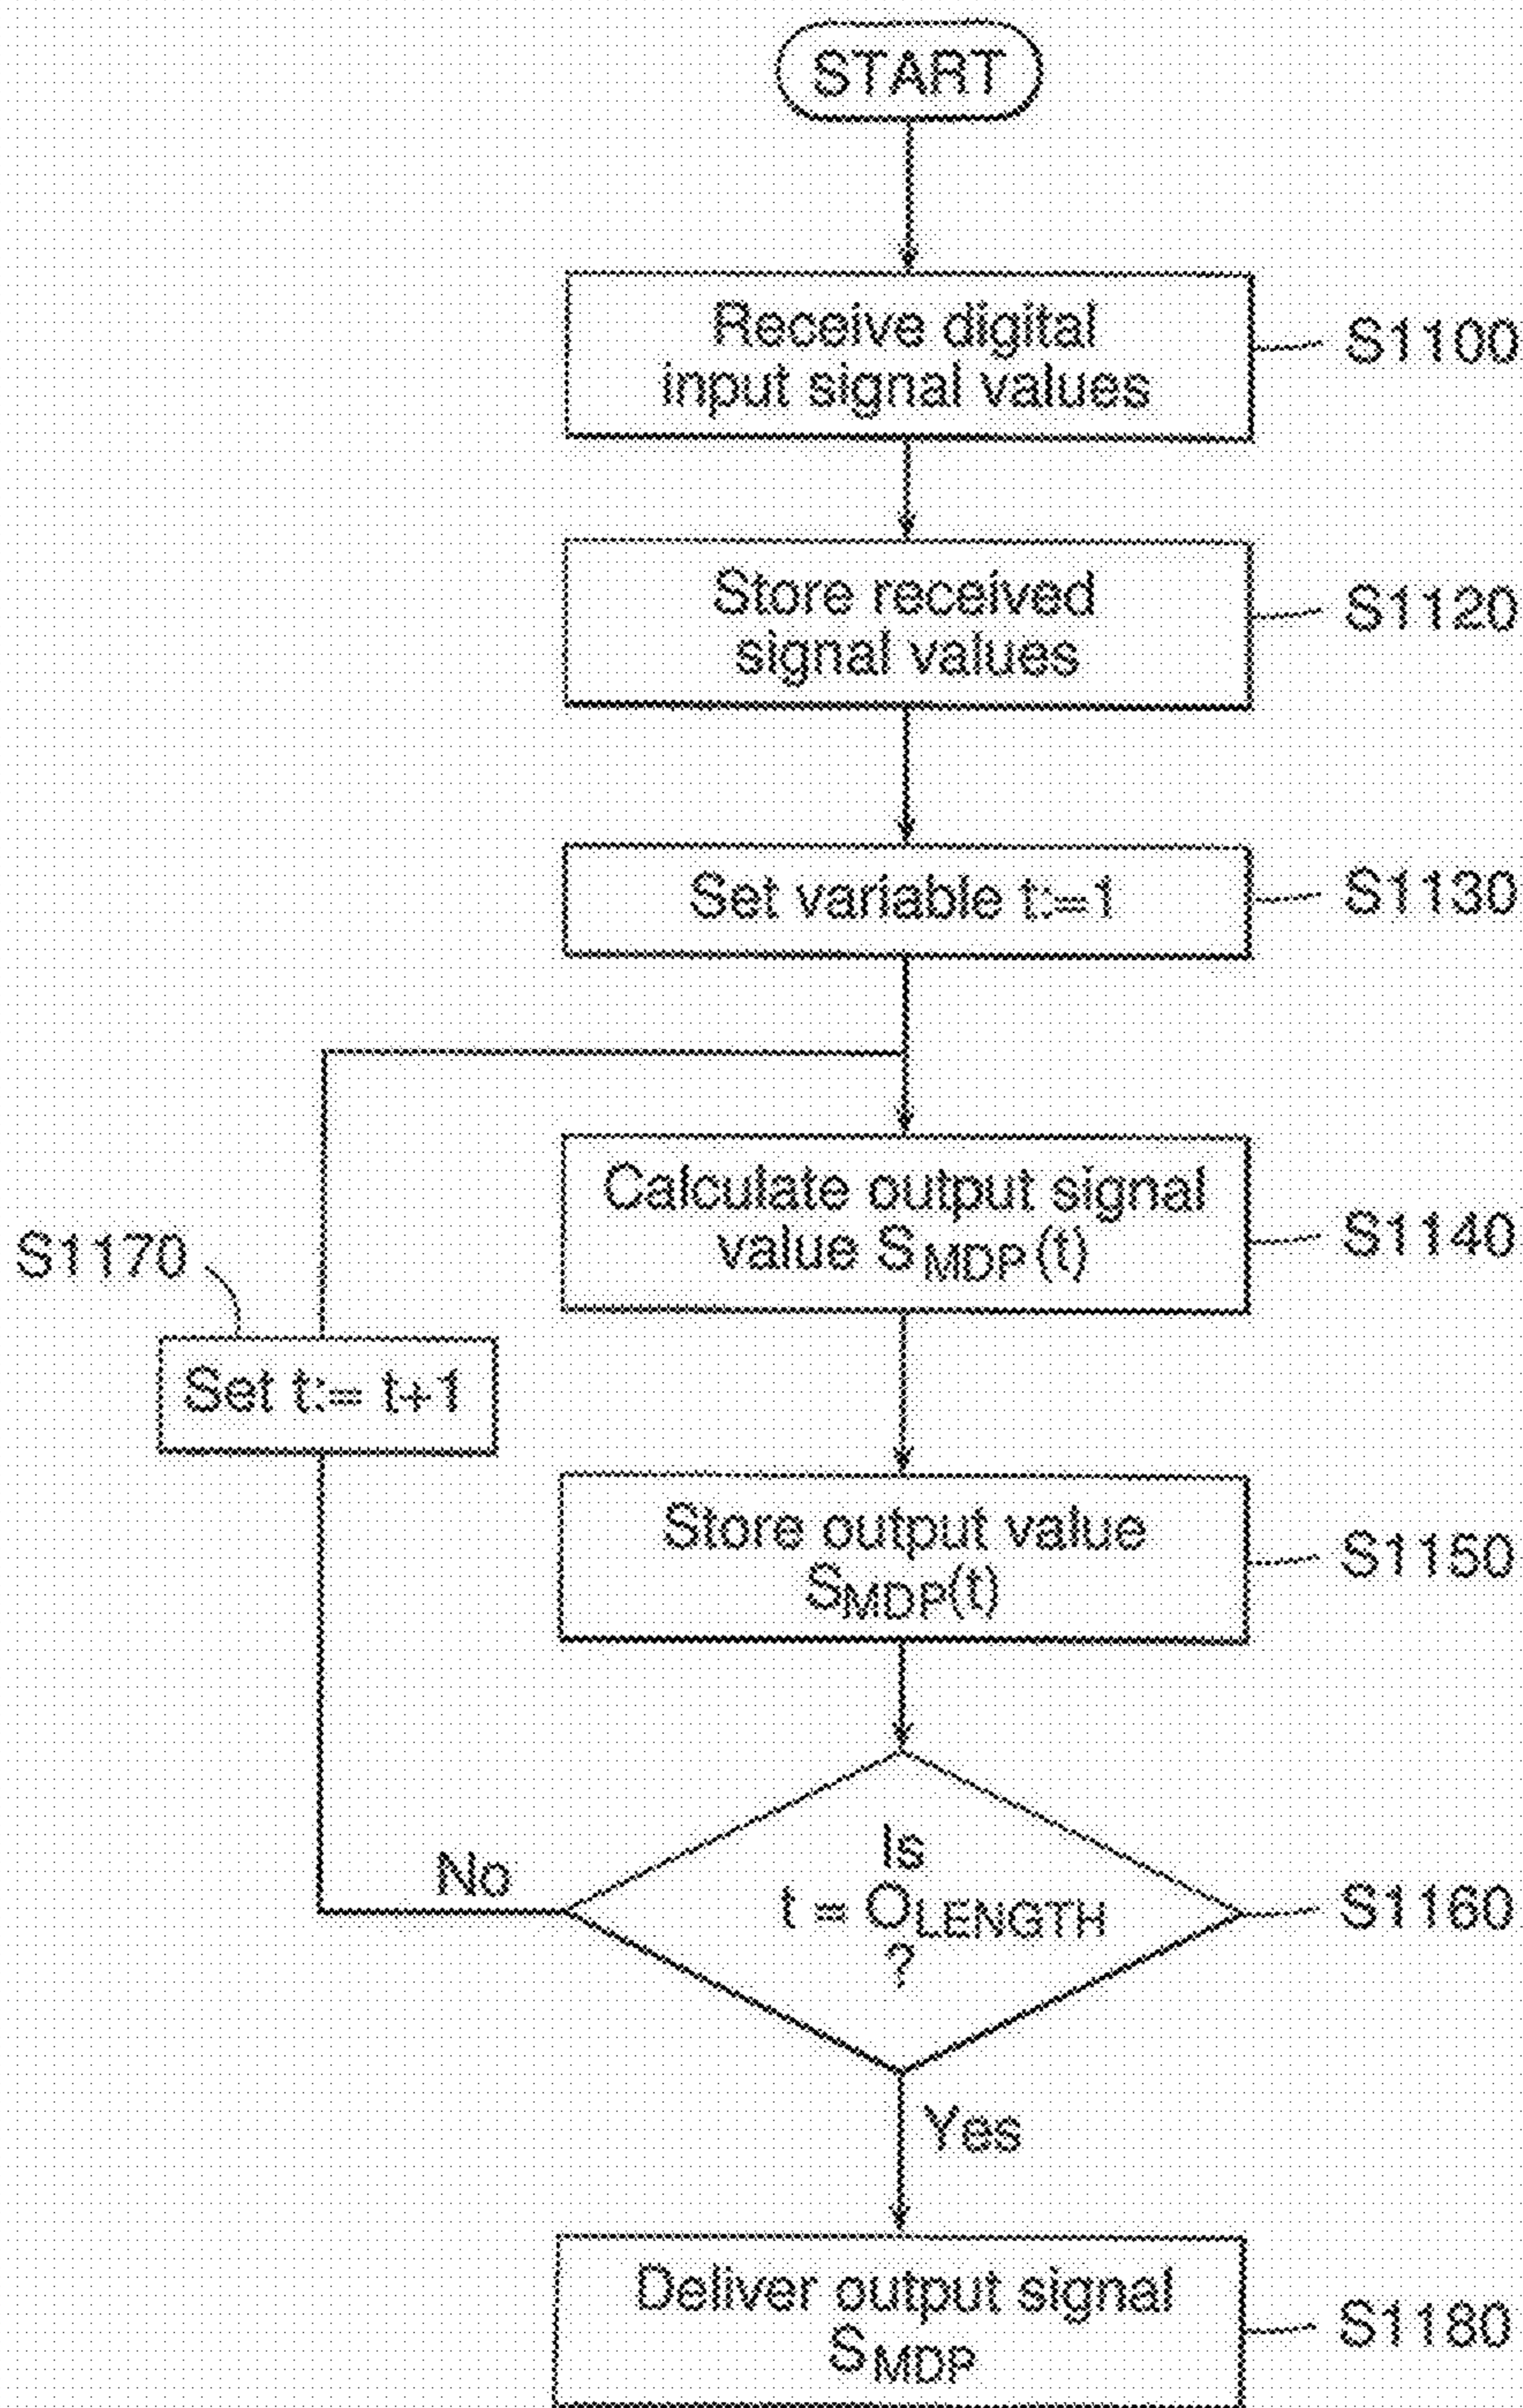 START
Receive digital
input signal values
S1100
Store received
signal values
S1120
Set variable t:=1
S1130
Calculate output signal
value SMDP(t)
S1140
S1170
Set t:= t+1
Store output value
SMDP(t)
S1150
Is
t = OLENGTH
?
S1160
No
Yes
Deliver output signal
SMDP
S1180